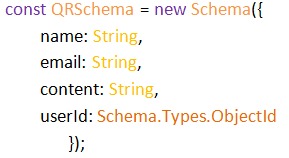 const QRSchema = new Schema({
name: String,
email: String,
content: String,
userId: Schema.Types.ObjectId
});